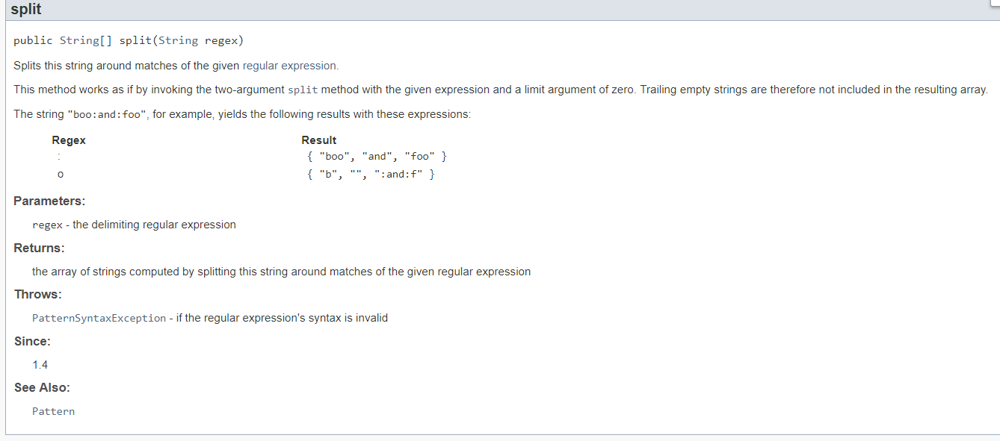 split
public String[] split(String regex)
Splits this string around matches of the given regular expression.
This method works as if by invoking the two-argument split method with the given expression and a limit argument of zero. Trailing empty strings are therefore not included in the resulting array.
The string "boo:and:foo", for example, yields the following results with these expressions:
Regex Result
: { "boo", "and", "foo" }
o { "b", "", ":and:f" }
Parameters:
regex - the delimiting regular expression
Returns:
the array of strings computed by splitting this string around matches of the given regular expression
Throws:
PatternSyntaxException - if the regular expression's syntax is invalid
Since:
1.4
See Also:
Pattern